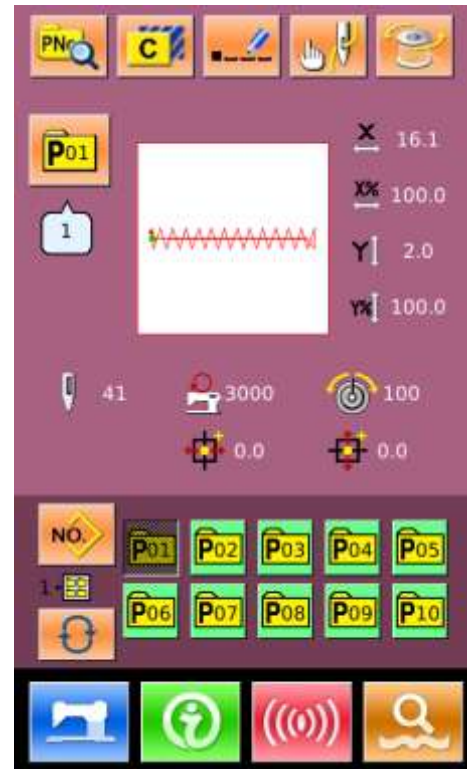 PNo C
P01 X 16.1
1 X% 100.0
Y 2.0
Y% 100.0
41 3000 100
0.0 0.0
NO. P01 P02 P03 P04 P05
1-
P06 P07 P08 P09 P10